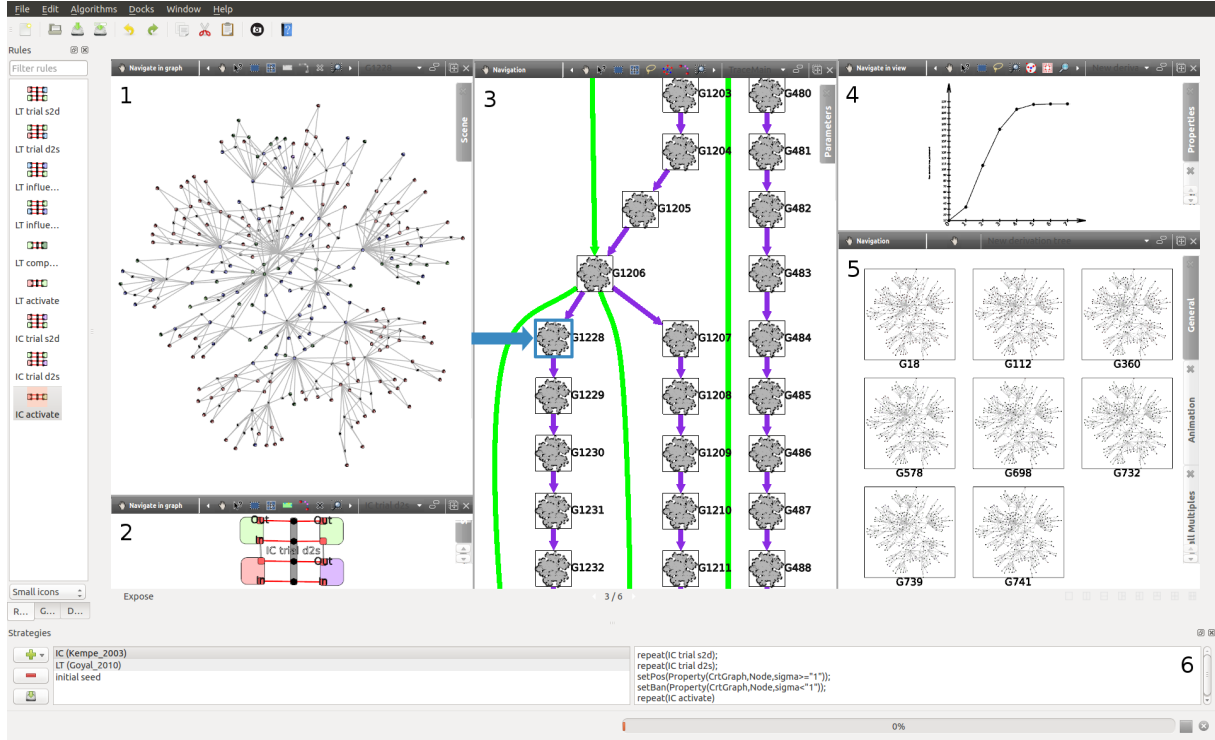 File Edit Algorithms Docks Window Help
Rules
Filter rules
LT trial s2d
LT trial d2s
LT influe...
LT influe...
LT comp...
LT activate
IC trial s2d
IC trial d2s
IC activate
Small icons
R... G... D...
Navigate in graph G1228
1
Scene
Navigate in graph IC trial d2s
2
Out Out
In
IC trial d2s
Out
In In
Navigation
3
Parameters
G1203 G480
G1204 G481
G1205 G482
G1206 G483
G1228 G1207 G484
G1229 G1208 G485
G1230 G1209 G486
G1231 G1210 G487
G1232 G1211 G488
Navigate in view
4
Properties
Navigation
5
General
Animation
all Multiples
G18 G112 G360
G578 G698 G732
G739 G741
Expose 3 / 6
Strategies
IC (Kempe_2003)
LT (Goyal_2010)
initial seed
6
repeat(IC trial s2d);
repeat(IC trial d2s);
setPos(Property(CrtGraph,Node,sigma>="1"));
setBan(Property(CrtGraph,Node,sigma<"1"));
repeat(IC activate)
0%